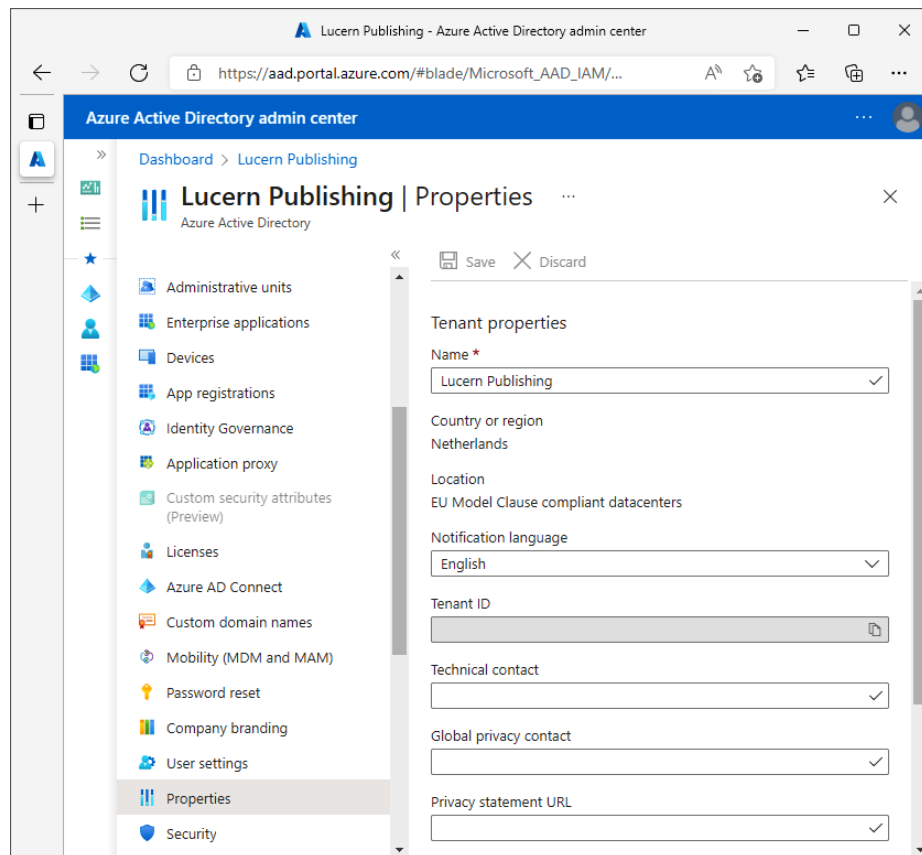 Lucern Publishing - Azure Active Directory admin center
https://aad.portal.azure.com/#blade/Microsoft_AAD_IAM/...
Azure Active Directory admin center
Dashboard > Lucern Publishing
Lucern Publishing | Properties
Azure Active Directory
Administrative units
Enterprise applications
Devices
App registrations
Identity Governance
Application proxy
Custom security attributes
(Preview)
Licenses
Azure AD Connect
Custom domain names
Mobility (MDM and MAM)
Password reset
Company branding
User settings
Properties
Security
Save Discard
Tenant properties
Name *
Lucern Publishing
Country or region
Netherlands
Location
EU Model Clause compliant datacenters
Notification language
English
Tenant ID
Technical contact
Global privacy contact
Privacy statement URL